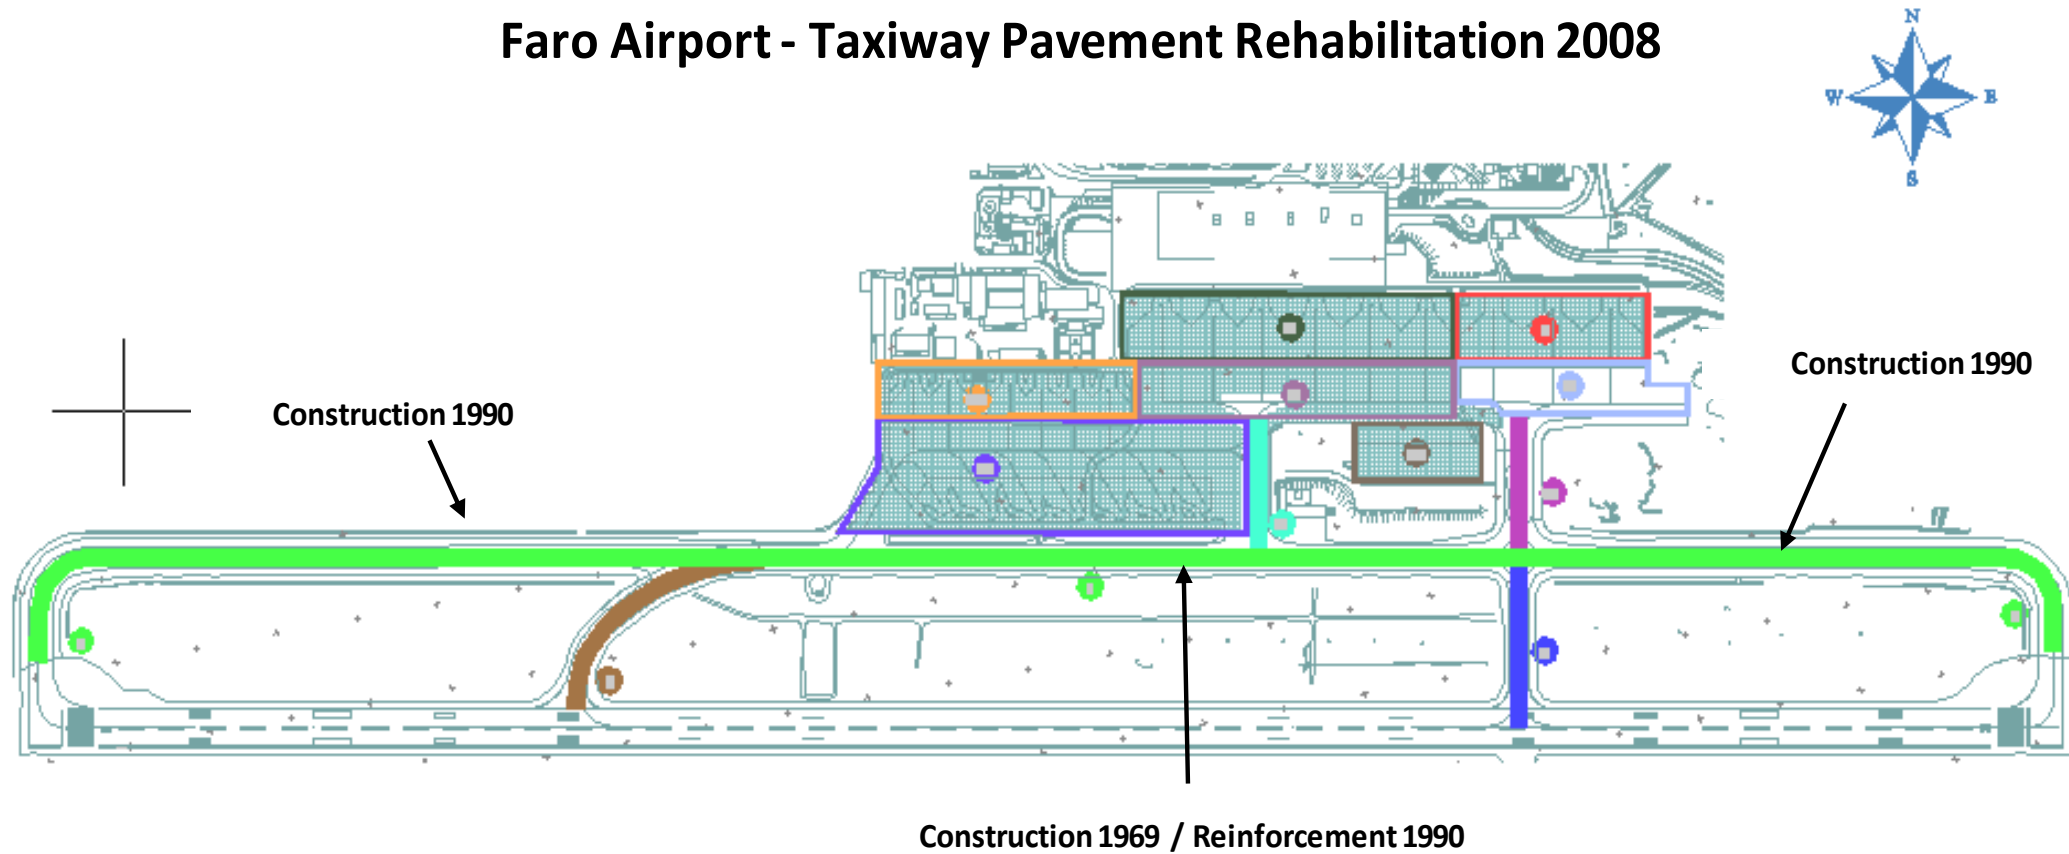 Faro Airport - Taxiway Pavement Rehabilitation 2008
N
W E
S
Construction 1990
Construction 1990
Construction 1969 / Reinforcement 1990